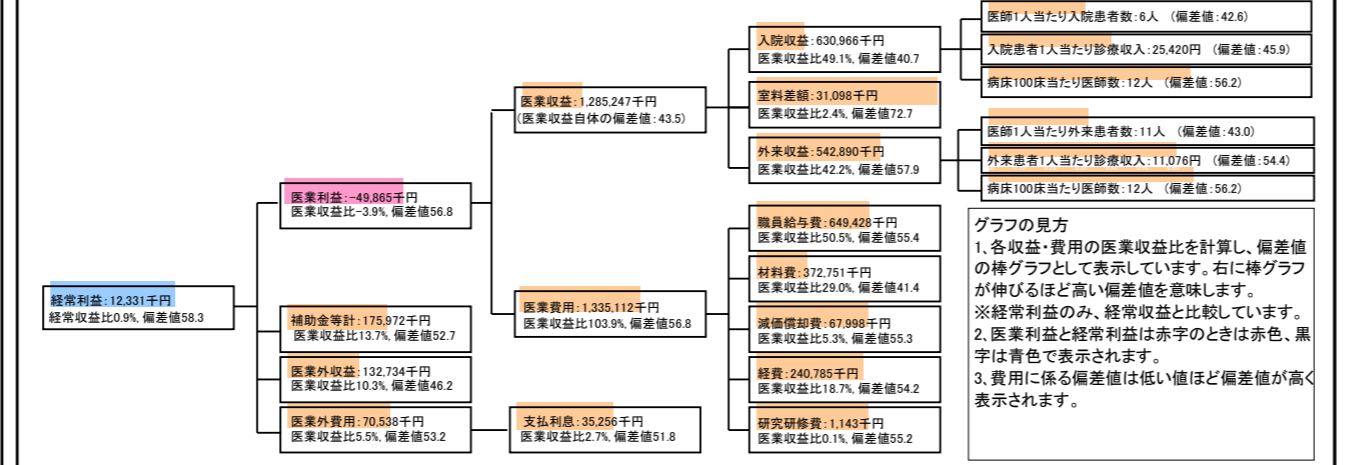 経常利益:12,331千円
経常収益比0.9%, 偏差値58.3
医業利益:-49,865千円
医業収益比-3.9%, 偏差値56.8
補助金等計:175,972千円
医業収益比13.7%, 偏差値52.7
医業外収益:132,734千円
医業収益比10.3%, 偏差値46.2
医業外費用:70,538千円
医業収益比5.5%, 偏差値53.2
医業収益:1,285,247千円
(医業収益自体の偏差値:43.5)
医業費用:1,335,112千円
医業収益比103.9%, 偏差値56.8
支払利息:35,256千円
医業収益比2.7%, 偏差値51.8
入院収益:630,966千円
医業収益比49.1%, 偏差値40.7
室料差額:31,098千円
医業収益比2.4%, 偏差値72.7
外来収益:542,890千円
医業収益比42.2%, 偏差値57.9
職員給与費:649,428千円
医業収益比50.5%, 偏差値55.4
材料費:372,751千円
医業収益比29.0%, 偏差値41.4
減価償却費:67,998千円
医業収益比5.3%, 偏差値55.3
経費:240,785千円
医業収益比18.7%, 偏差値54.2
研究研修費:1,143千円
医業収益比0.1%, 偏差値55.2
医師1人当たり入院患者数:6人 (偏差値:42.6)
入院患者1人当たり診療収入:25,420円 (偏差値:45.9)
病床100床当たり医師数:12人 (偏差値:56.2)
医師1人当たり外来患者数:11人 (偏差値:43.0)
外来患者1人当たり診療収入:11,076円 (偏差値:54.4)
病床100床当たり医師数:12人 (偏差値:56.2)
グラフの見方
1、各収益・費用の医業収益比を計算し、偏差値
の棒グラフとして表示しています。右に棒グラフ
が伸びるほど高い偏差値を意味します。
※経常利益のみ、経常収益と比較しています。
2、医業利益と経常利益は赤字のときは赤色、黒
字は青色で表示されます。
3、費用に係る偏差値は低い値ほど偏差値が高く
表示されます。